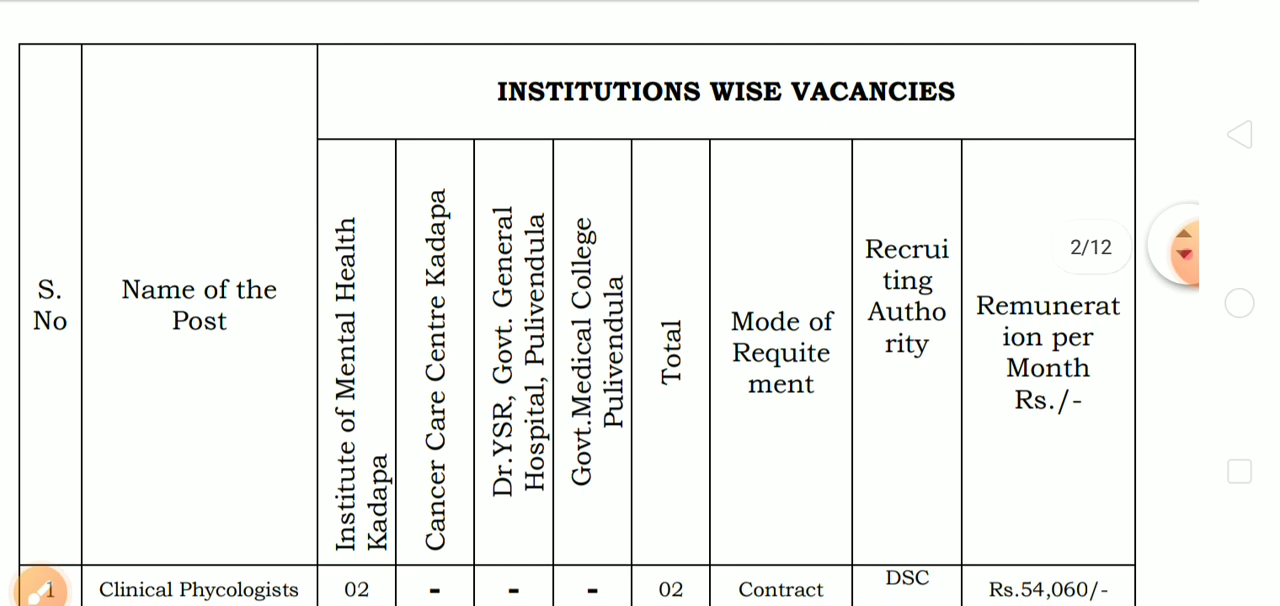 INSTITUTIONS WISE VACANCIES
S.
No
Name of the
Post
Institute of Mental Health
Kadapa
Cancer Care Centre Kadapa
Dr.YSR, Govt. General
Hospital, Pulivendula
Govt.Medical College
Pulivendula
Total
Mode of
Requite
ment
Recrui
ting
Autho
rity
Remunerat
ion per
Month
Rs./-
2/12
1 Clinical Phycologists 02 - - - 02 Contract DSC Rs.54,060/-